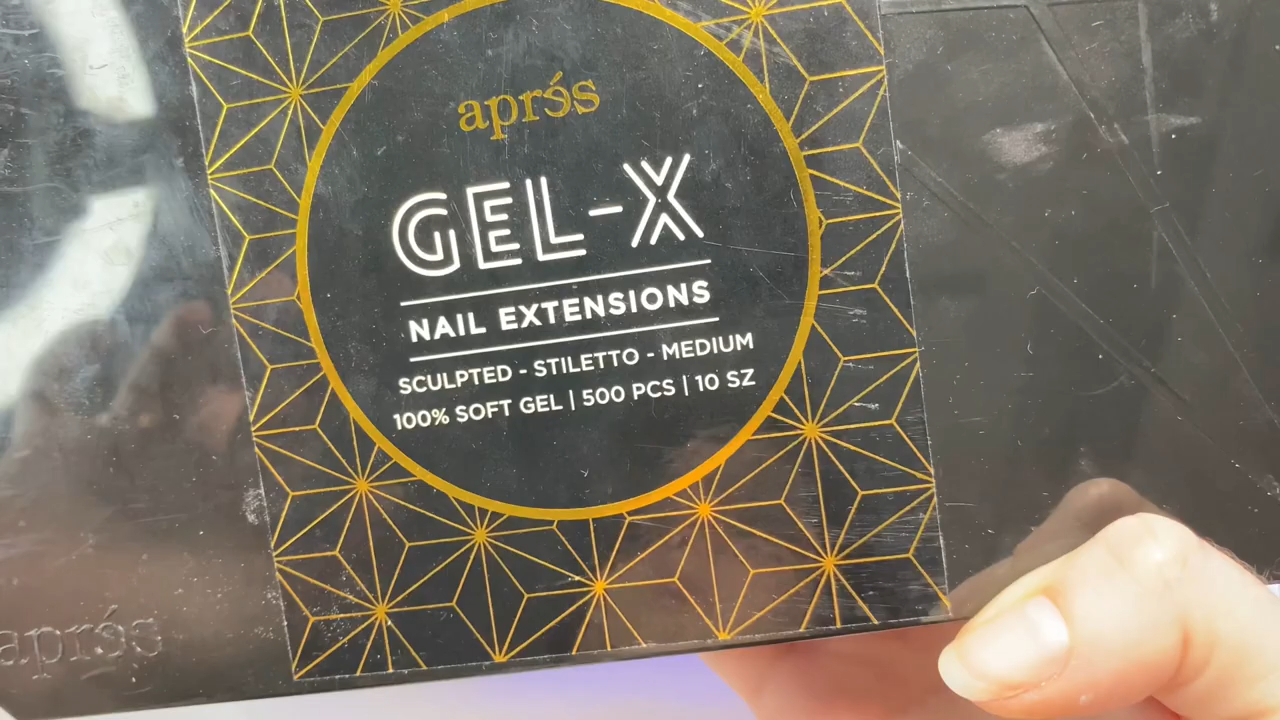 aprés
GEL-X
NAIL EXTENSIONS
SCULPTED - STILETTO - MEDIUM
100% SOFT GEL | 500 PCS | 10 SZ
aprés